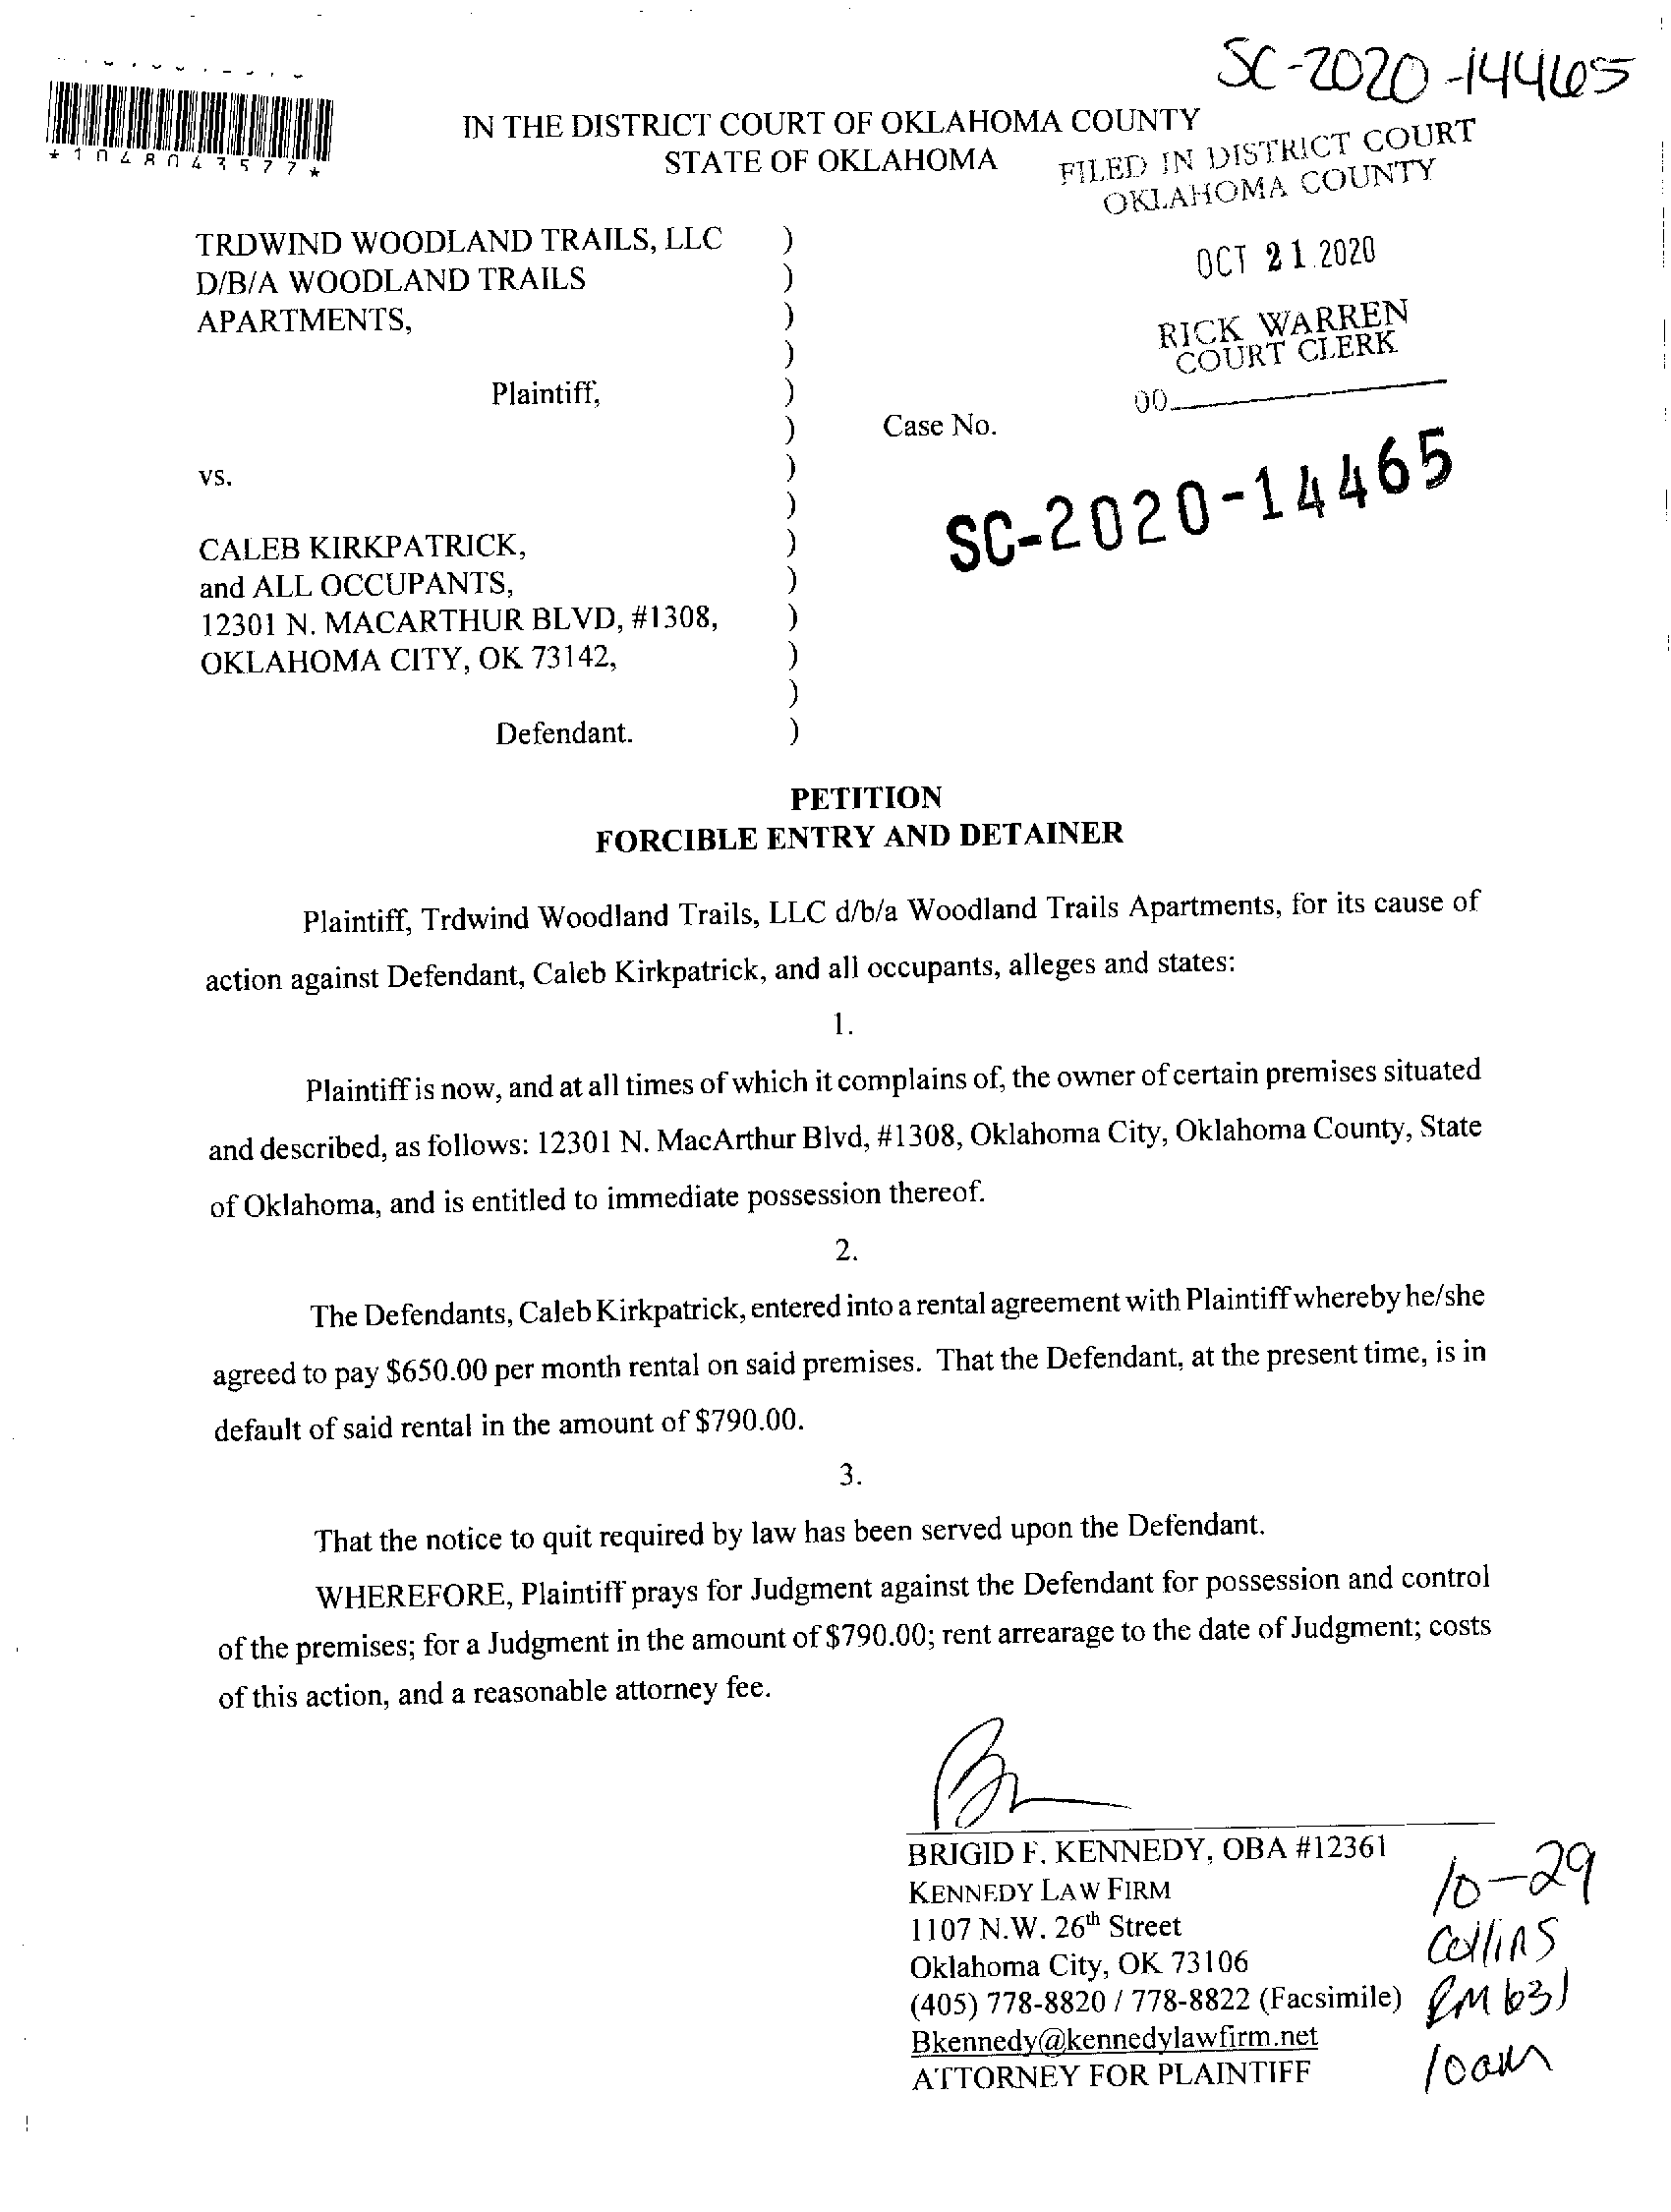 SC-2020-14465
*1048043577*
IN THE DISTRICT COURT OF OKLAHOMA COUNTY
STATE OF OKLAHOMA
FILED IN DISTRICT COURT
OKLAHOMA COUNTY
OCT 21 2020
RICK WARREN
COURT CLERK
00
TRDWIND WOODLAND TRAILS, LLC )
D/B/A WOODLAND TRAILS )
APARTMENTS, )
)
Plaintiff, )
) Case No.
vs. )
) SC-2020-14465
CALEB KIRKPATRICK, )
and ALL OCCUPANTS, )
12301 N. MACARTHUR BLVD, #1308, )
OKLAHOMA CITY, OK 73142, )
)
Defendant. )
PETITION
FORCIBLE ENTRY AND DETAINER
Plaintiff, Trdwind Woodland Trails, LLC d/b/a Woodland Trails Apartments, for its cause of
action against Defendant, Caleb Kirkpatrick, and all occupants, alleges and states:
1.
Plaintiff is now, and at all times of which it complains of, the owner of certain premises situated
and described, as follows: 12301 N. MacArthur Blvd, #1308, Oklahoma City, Oklahoma County, State
of Oklahoma, and is entitled to immediate possession thereof.
2.
The Defendants, Caleb Kirkpatrick, entered into a rental agreement with Plaintiff whereby he/she
agreed to pay $650.00 per month rental on said premises. That the Defendant, at the present time, is in
default of said rental in the amount of $790.00.
3.
That the notice to quit required by law has been served upon the Defendant.
WHEREFORE, Plaintiff prays for Judgment against the Defendant for possession and control
of the premises; for a Judgment in the amount of $790.00; rent arrearage to the date of Judgment; costs
of this action, and a reasonable attorney fee.
BRIGID F. KENNEDY, OBA #12361
KENNEDY LAW FIRM
1107 N.W. 26th Street
Oklahoma City, OK 73106
(405) 778-8820 / 778-8822 (Facsimile)
Bkennedy@kennedylawfirm.net
ATTORNEY FOR PLAINTIFF
10-29
Collins
RM 631
10am